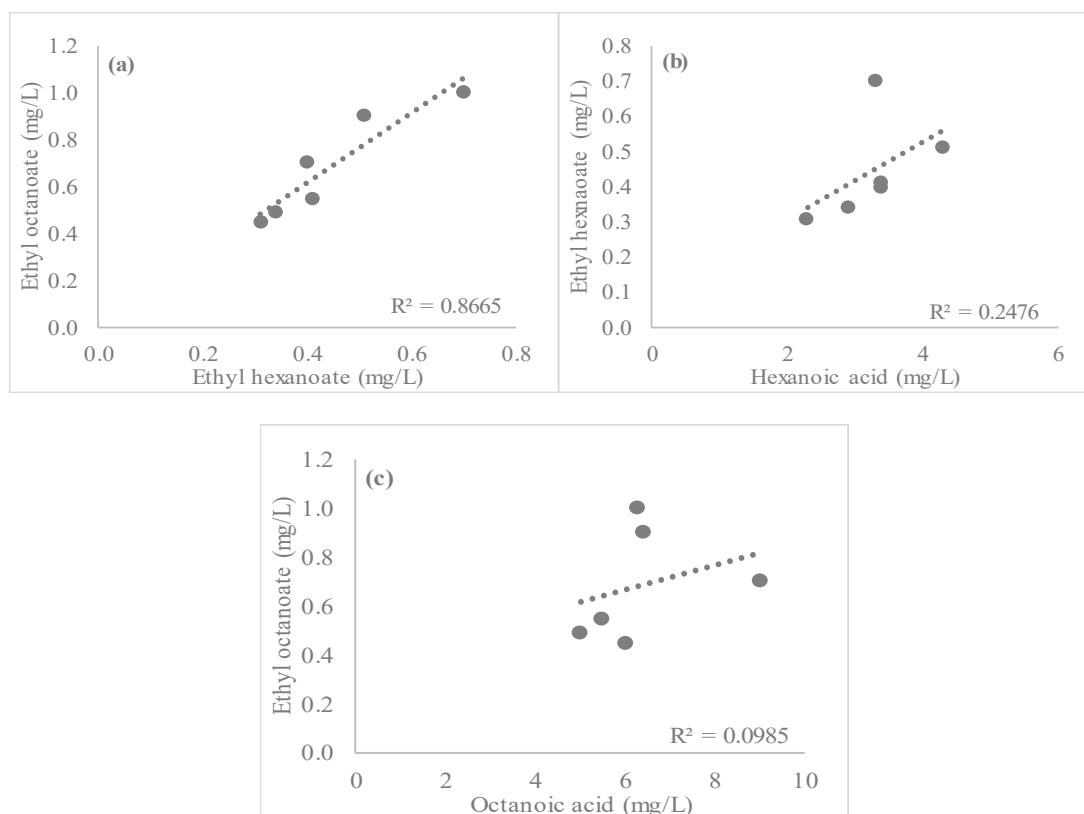 (a)
Ethyl octanoate (mg/L)
1.2
1.0
0.8
0.6
0.4
0.2
0.0
R² = 0.8665
0.0 0.2 0.4 0.6 0.8
Ethyl hexanoate (mg/L)
(b)
Ethyl hexnaoate (mg/L)
0.8
0.7
0.6
0.5
0.4
0.3
0.2
0.1
0.0
R² = 0.2476
0 2 4 6
Hexanoic acid (mg/L)
(c)
Ethyl octanoate (mg/L)
1.2
1.0
0.8
0.6
0.4
0.2
0.0
R² = 0.0985
0 2 4 6 8 10
Octanoic acid (mg/L)